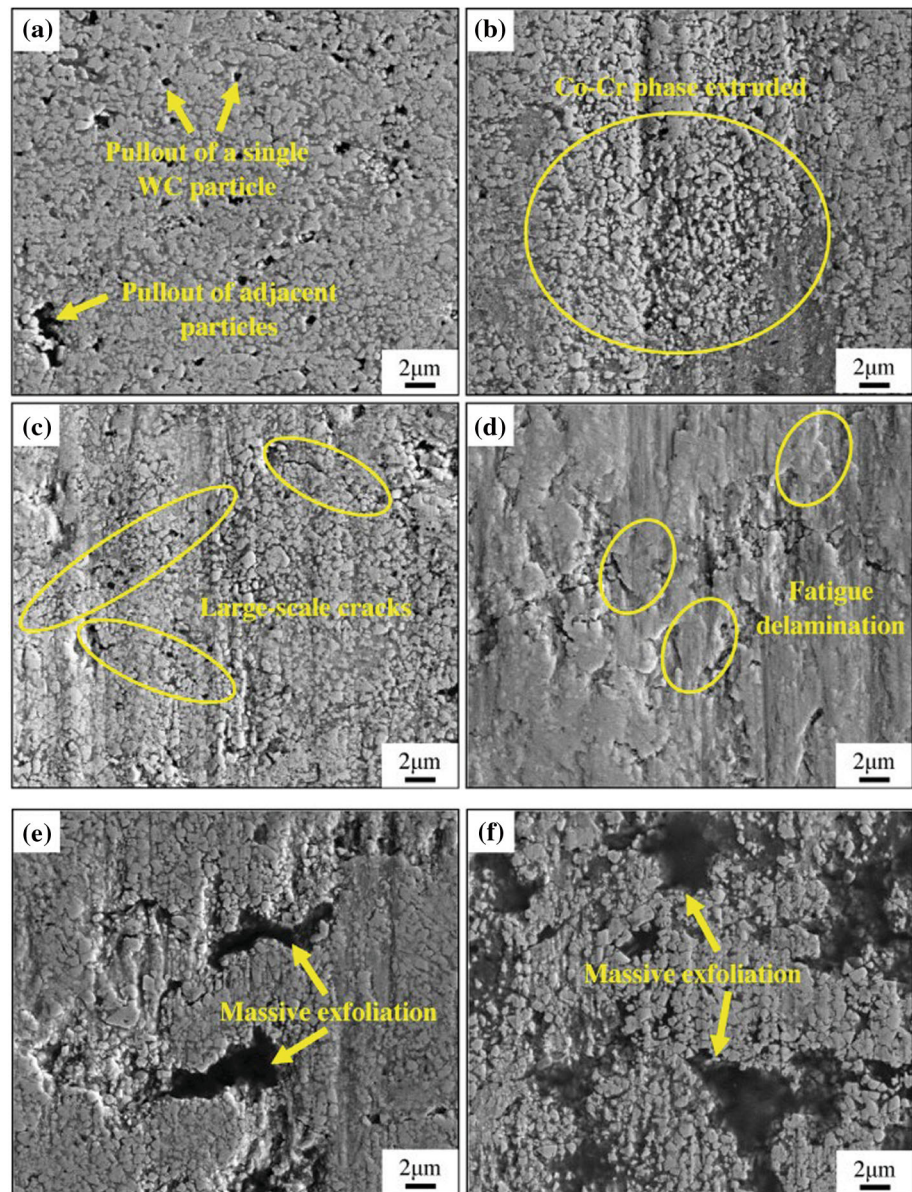 (a)
Pullout of a single
WC particle
Pullout of adjacent
particles
2μm
(b)
Co-Cr phase extruded
2μm
(c)
Large-scale cracks
2μm
(d)
Fatigue
delamination
2μm
(e)
Massive exfoliation
2μm
(f)
Massive exfoliation
2μm